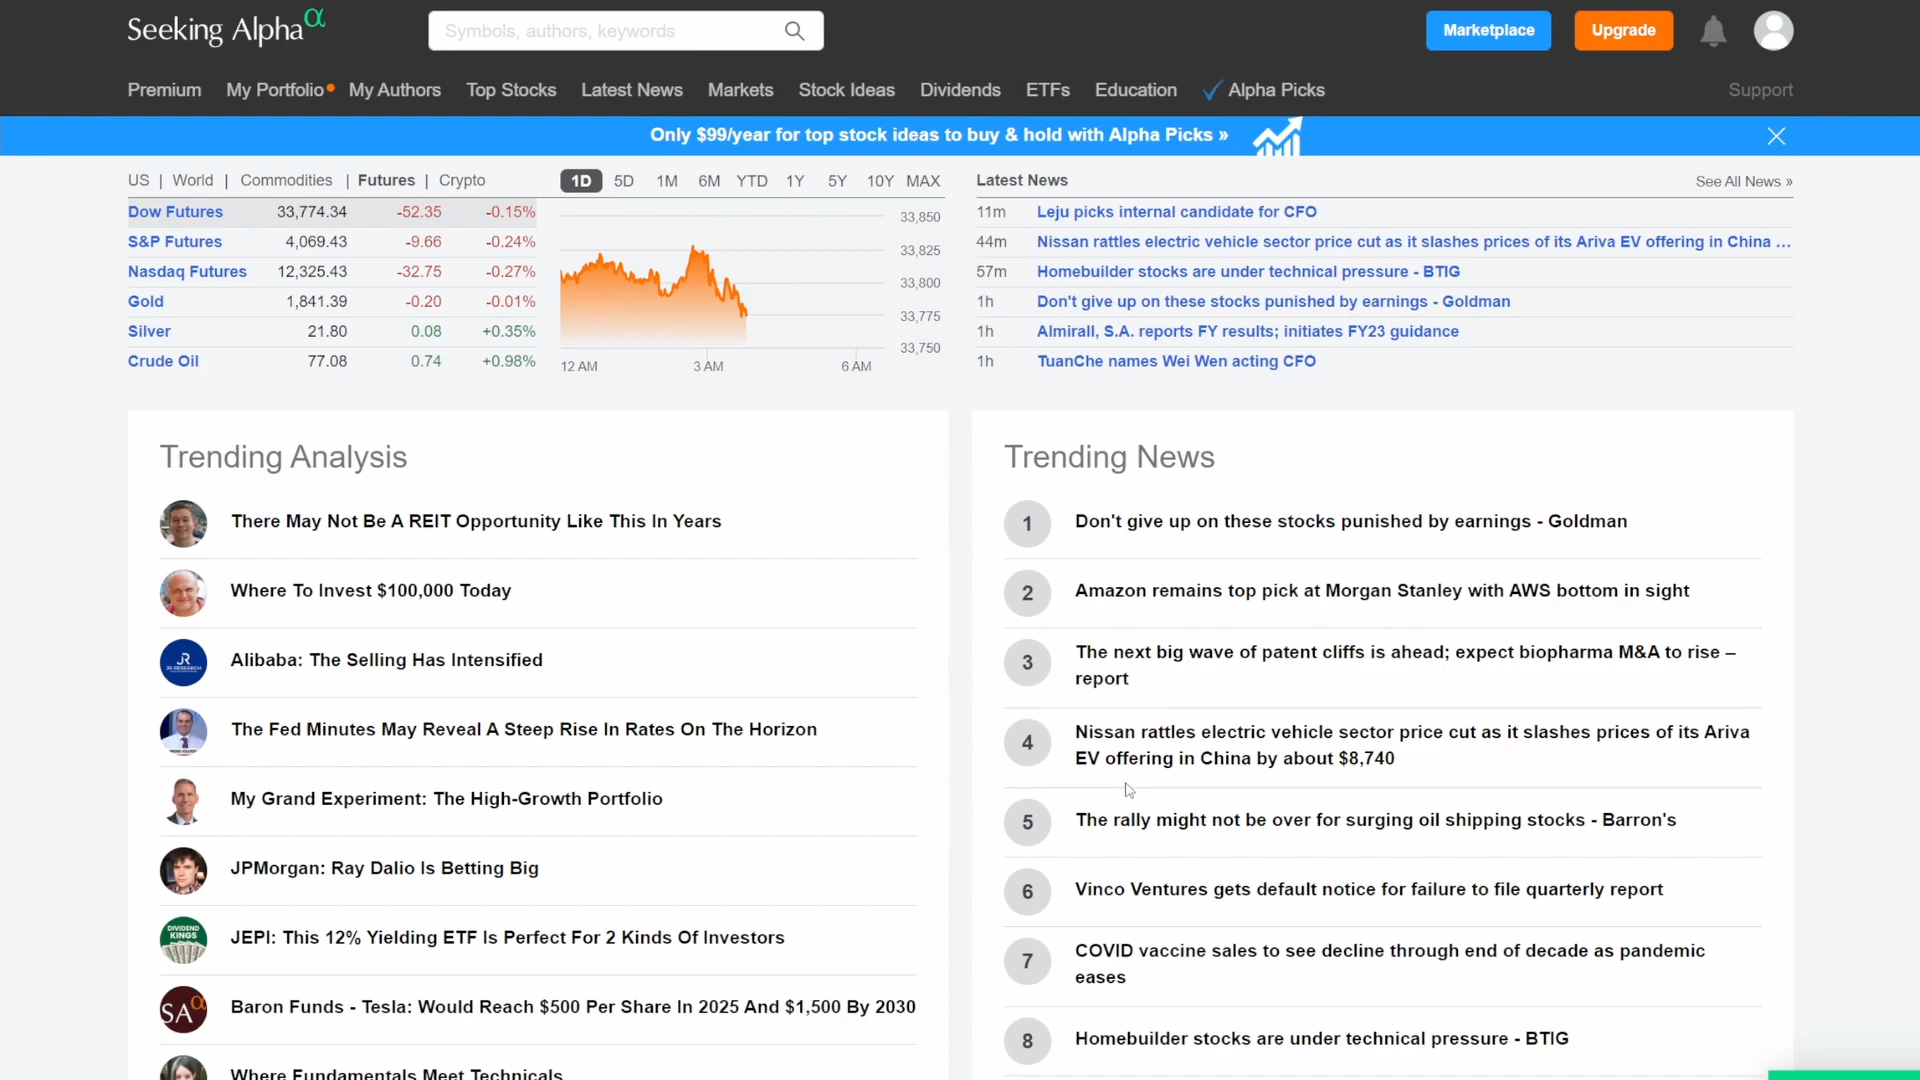 Seeking Alpha α
Symbols, authors, keywords
Marketplace
Upgrade
Premium My Portfolio My Authors Top Stocks Latest News Markets Stock Ideas Dividends ETFs Education Alpha Picks Support
Only $99/year for top stock ideas to buy & hold with Alpha Picks »
US | World | Commodities | Futures | Crypto
Dow Futures 33,774.34 -52.35 -0.15%
S&P Futures 4,069.43 -9.66 -0.24%
Nasdaq Futures 12,325.43 -32.75 -0.27%
Gold 1,841.39 -0.20 -0.01%
Silver 21.80 0.08 +0.35%
Crude Oil 77.08 0.74 +0.98%
1D 5D 1M 6M YTD 1Y 5Y 10Y MAX
33,850
33,825
33,800
33,775
33,750
12 AM 3 AM 6 AM
Latest News See All News »
11m Leju picks internal candidate for CFO
44m Nissan rattles electric vehicle sector price cut as it slashes prices of its Ariva EV offering in China ...
57m Homebuilder stocks are under technical pressure - BTIG
1h Don't give up on these stocks punished by earnings - Goldman
1h Almirall, S.A. reports FY results; initiates FY23 guidance
1h TuanChe names Wei Wen acting CFO
Trending Analysis
There May Not Be A REIT Opportunity Like This In Years
Where To Invest $100,000 Today
JR
JR RESEARCH
Alibaba: The Selling Has Intensified
The Fed Minutes May Reveal A Steep Rise In Rates On The Horizon
My Grand Experiment: The High-Growth Portfolio
JPMorgan: Ray Dalio Is Betting Big
DIVIDEND
KINGS
JEPI: This 12% Yielding ETF Is Perfect For 2 Kinds Of Investors
SAα
Baron Funds - Tesla: Would Reach $500 Per Share In 2025 And $1,500 By 2030
Where Fundamentals Meet Technicals
Trending News
1 Don't give up on these stocks punished by earnings - Goldman
2 Amazon remains top pick at Morgan Stanley with AWS bottom in sight
3 The next big wave of patent cliffs is ahead; expect biopharma M&A to rise –
report
4 Nissan rattles electric vehicle sector price cut as it slashes prices of its Ariva
EV offering in China by about $8,740
5 The rally might not be over for surging oil shipping stocks - Barron's
6 Vinco Ventures gets default notice for failure to file quarterly report
7 COVID vaccine sales to see decline through end of decade as pandemic
eases
8 Homebuilder stocks are under technical pressure - BTIG